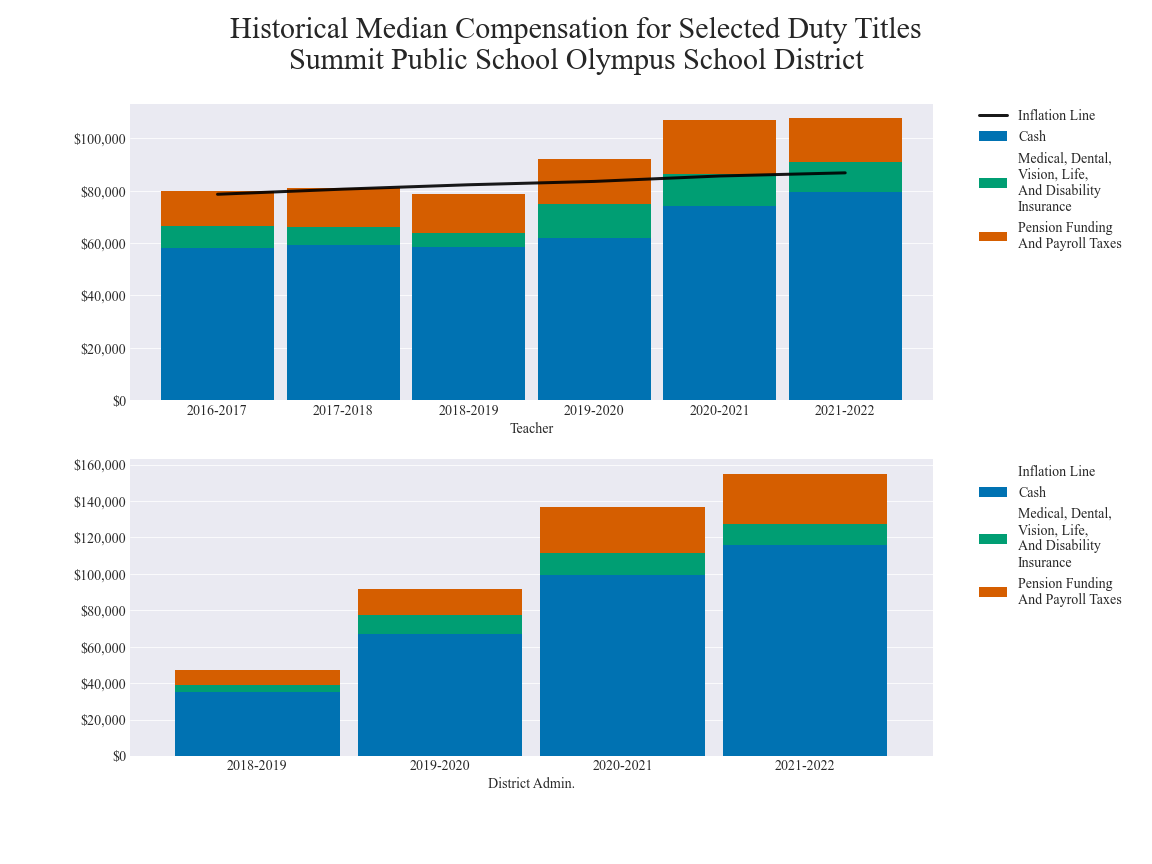 Historical Median Compensation for Selected Duty Titles
Summit Public School Olympus School District
$100,000
$80,000
$60,000
$40,000
$20,000
$0
2016-2017
2017-2018
2018-2019
2019-2020
2020-2021
2021-2022
Teacher
Inflation Line
Cash
Medical, Dental,
Vision, Life,
And Disability
Insurance
Pension Funding
And Payroll Taxes
$160,000
$140,000
$120,000
$100,000
$80,000
$60,000
$40,000
$20,000
$0
2018-2019
2019-2020
2020-2021
2021-2022
District Admin.
Inflation Line
Cash
Medical, Dental,
Vision, Life,
And Disability
Insurance
Pension Funding
And Payroll Taxes